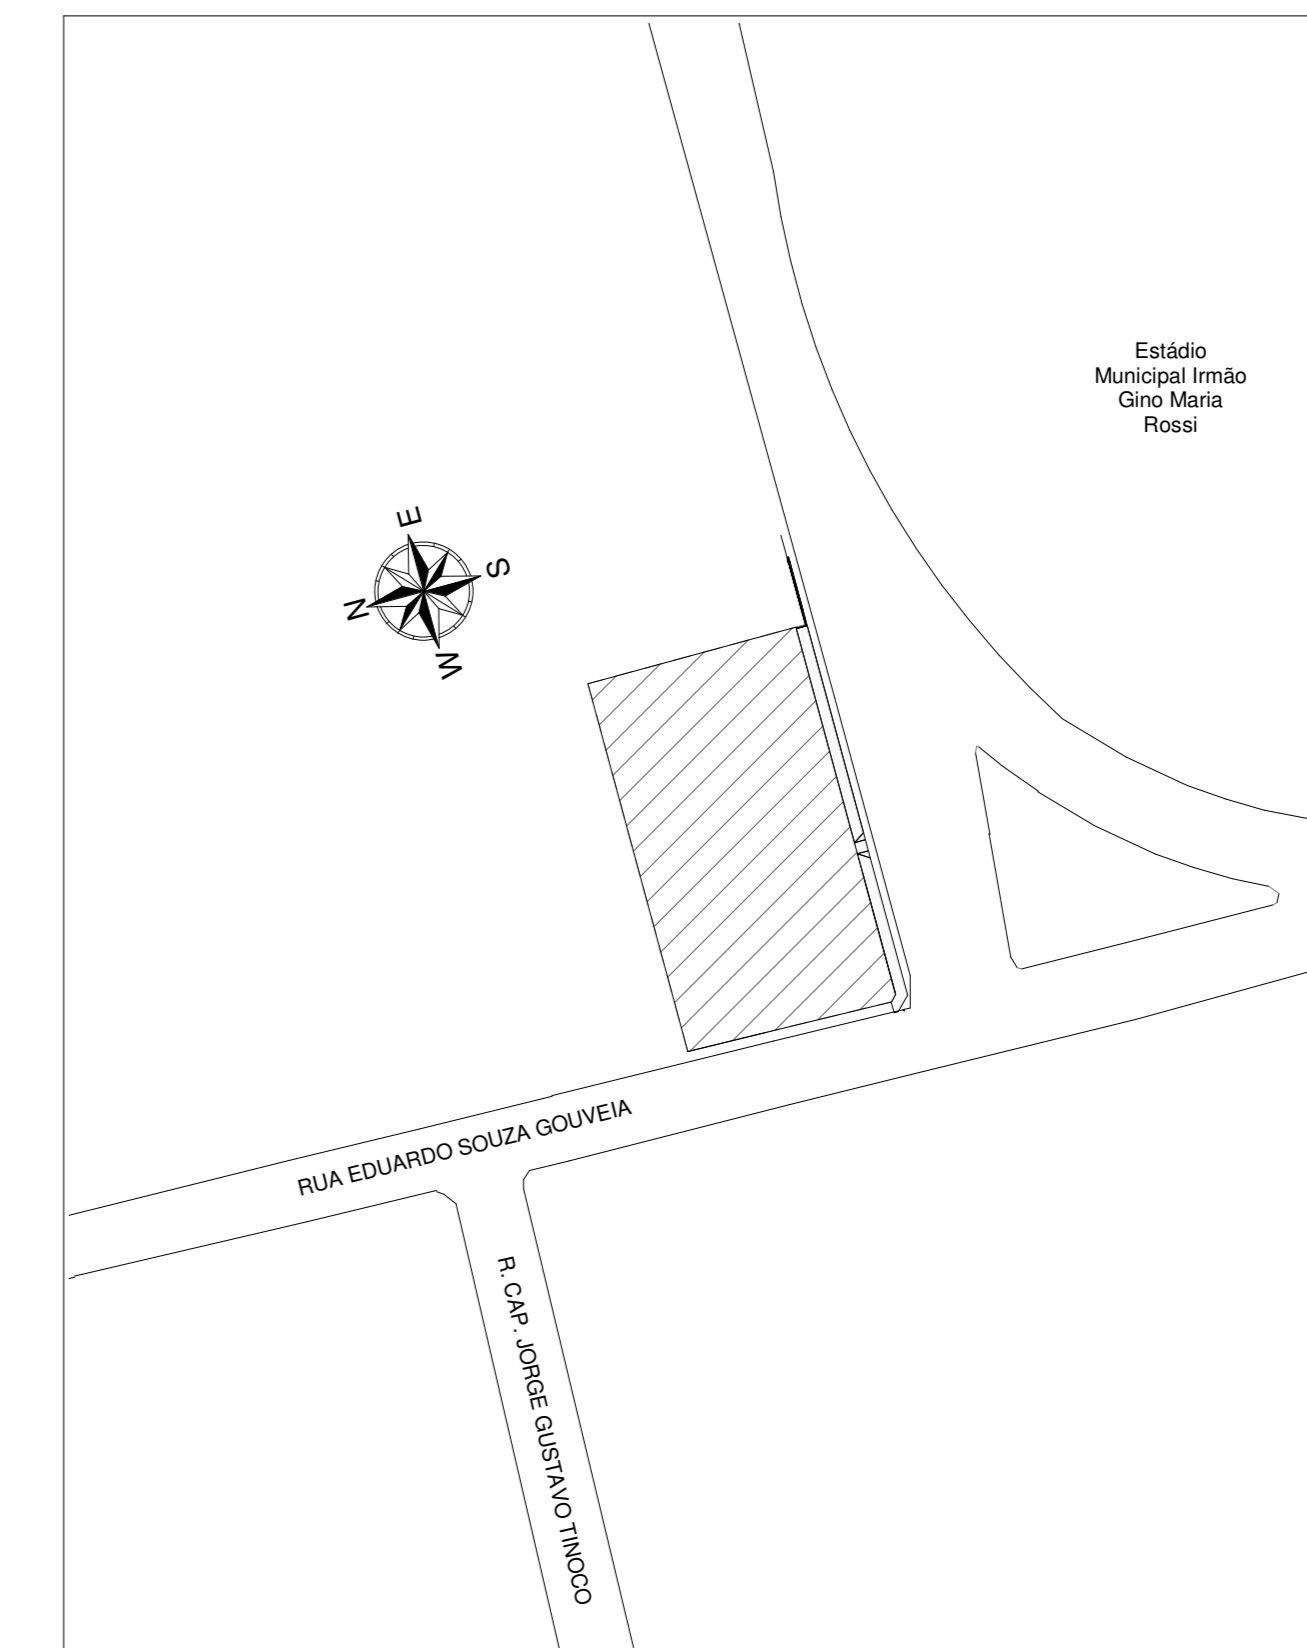 Estádio
Municipal Irmão
Gino Maria
Rossi
E
S
N
W
RUA EDUARDO SOUZA GOUVEIA
R. CAP. JORGE GUSTAVO TINOCO